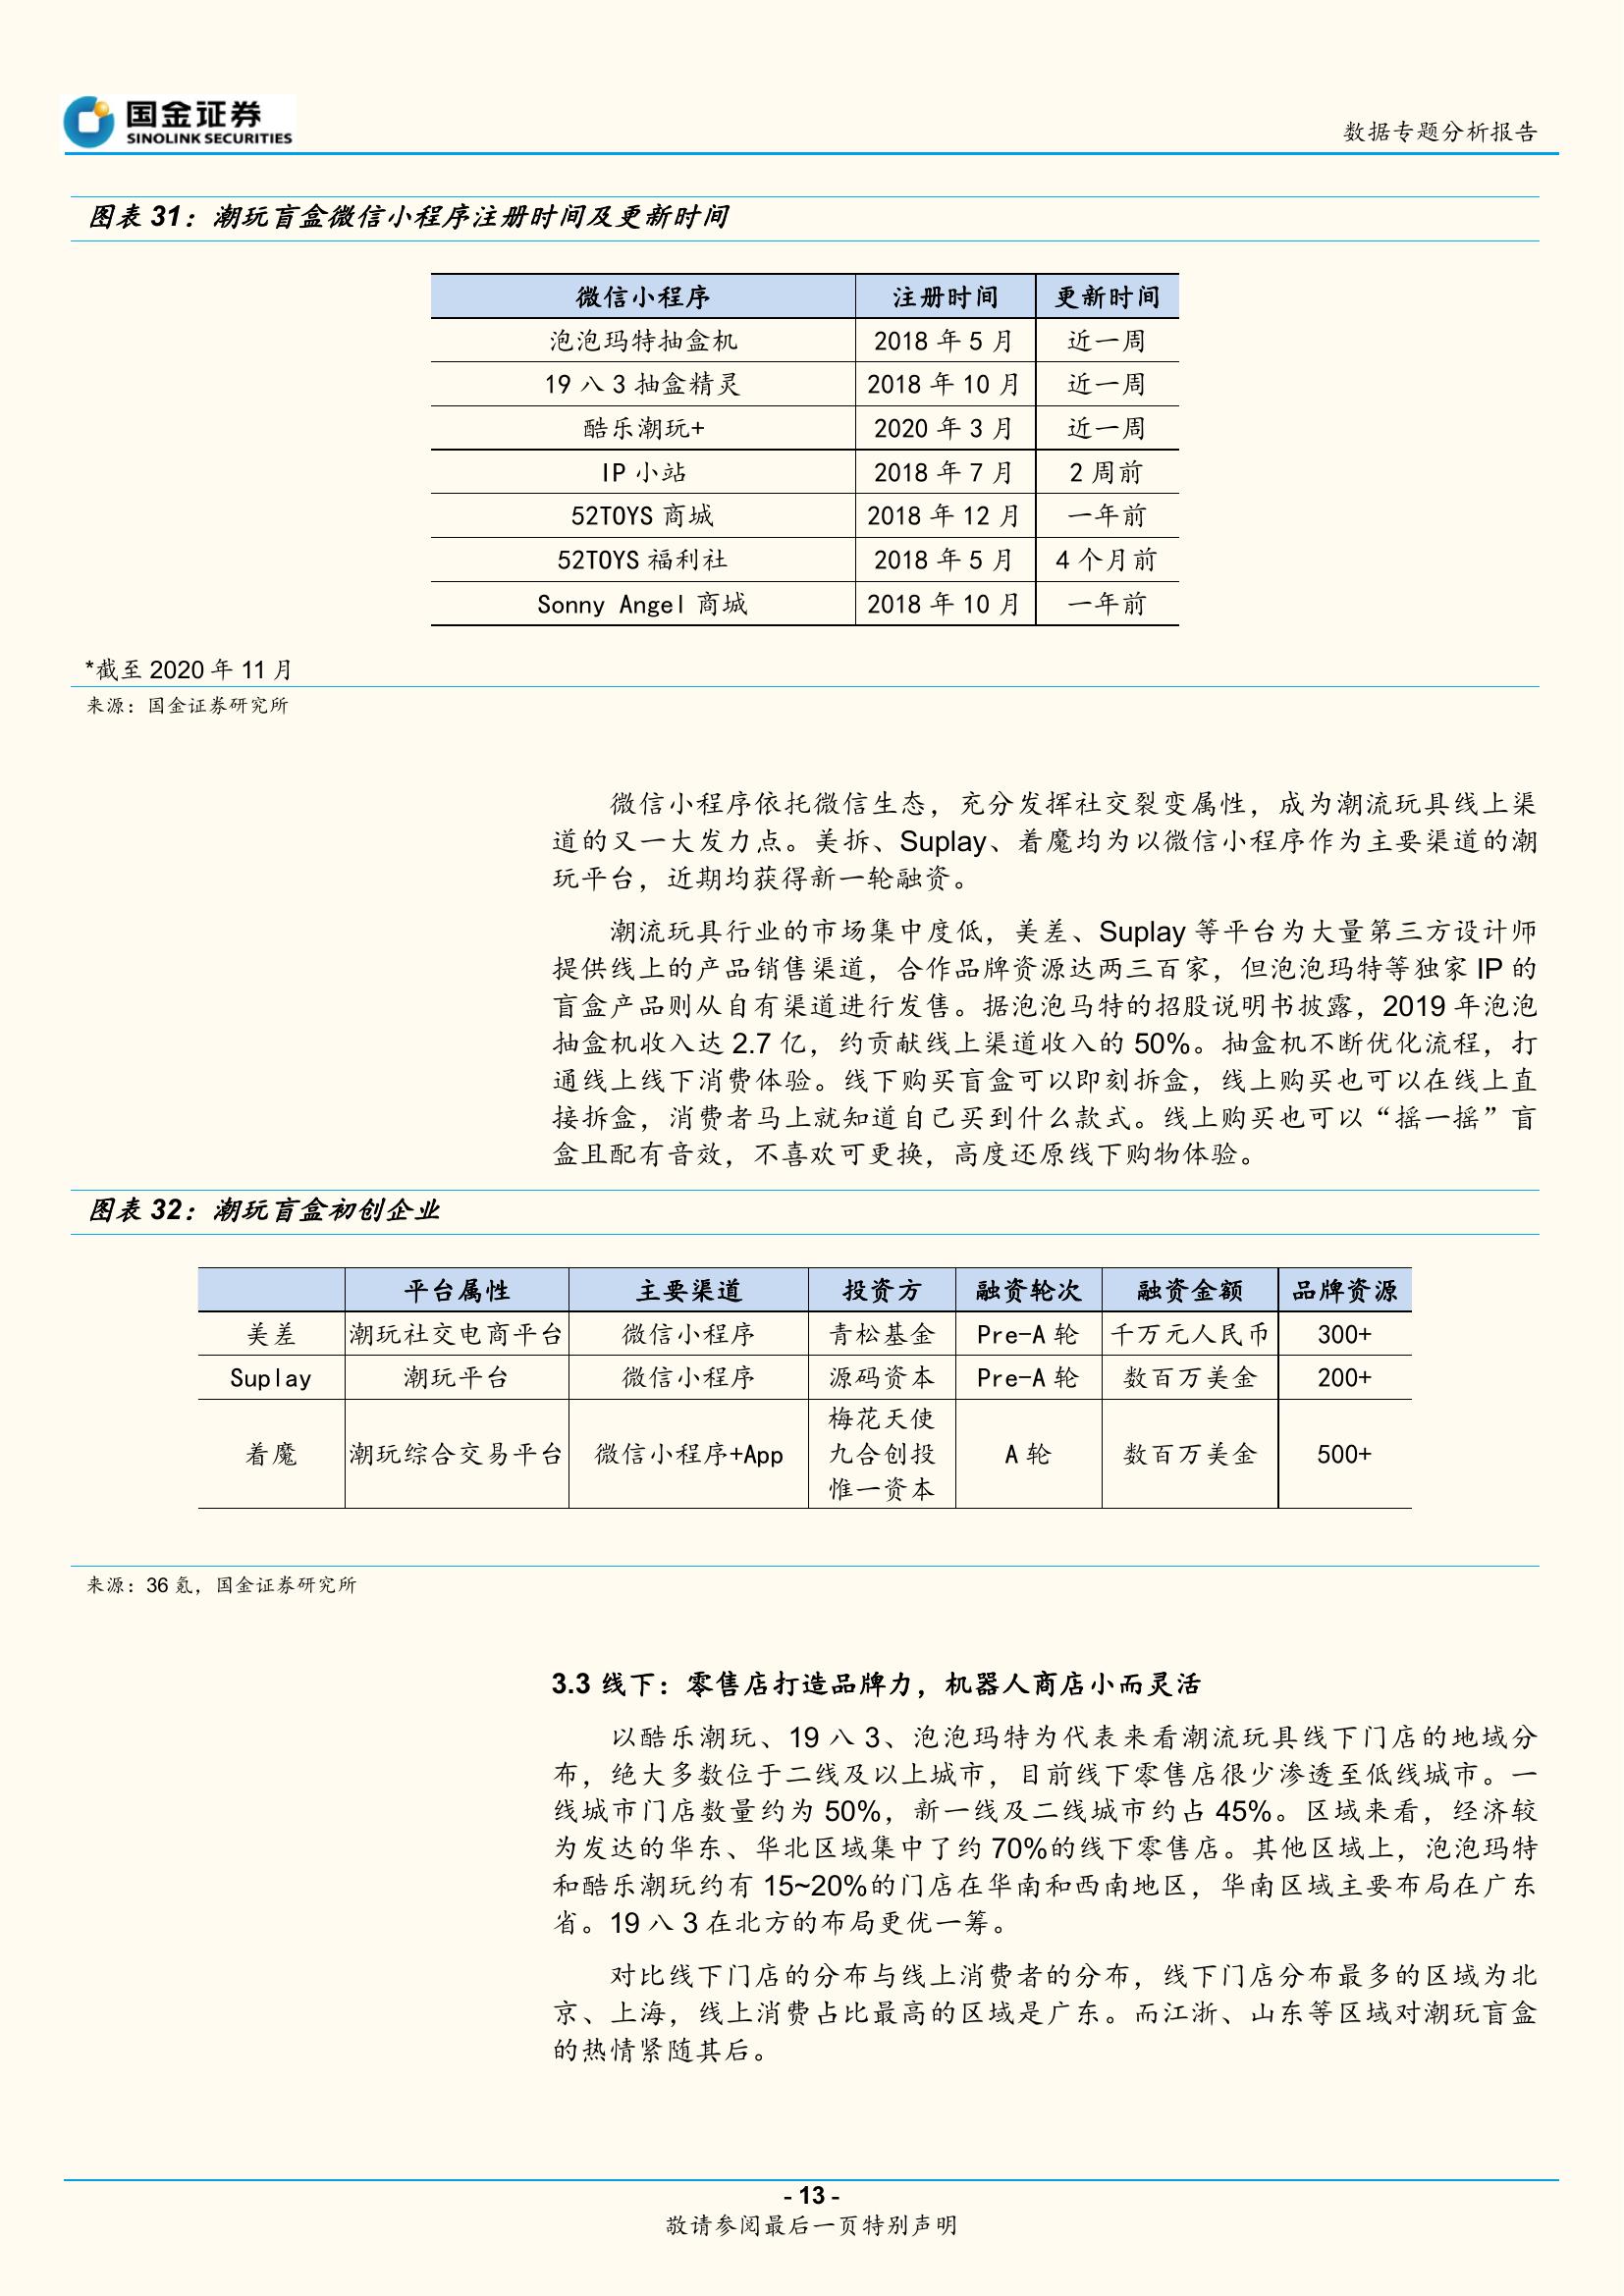 国金证券
SINOLINK SECURITIES
数据专题分析报告
图表 31：潮玩盲盒微信小程序注册时间及更新时间
微信小程序 注册时间 更新时间
泡泡玛特抽盒机 2018 年 5 月 近一周
19 八 3 抽盒精灵 2018 年 10 月 近一周
酷乐潮玩+ 2020 年 3 月 近一周
IP 小站 2018 年 7 月 2 周前
52TOYS 商城 2018 年 12 月 一年前
52TOYS 福利社 2018 年 5 月 4 个月前
Sonny Angel 商城 2018 年 10 月 一年前
*截至 2020 年 11 月
来源：国金证券研究所
微信小程序依托微信生态，充分发挥社交裂变属性，成为潮流玩具线上渠
道的又一大发力点。美拆、Suplay、着魔均为以微信小程序作为主要渠道的潮
玩平台，近期均获得新一轮融资。
潮流玩具行业的市场集中度低，美差、Suplay 等平台为大量第三方设计师
提供线上的产品销售渠道，合作品牌资源达两三百家，但泡泡玛特等独家 IP 的
盲盒产品则从自有渠道进行发售。据泡泡马特的招股说明书披露，2019 年泡泡
抽盒机收入达 2.7 亿，约贡献线上渠道收入的 50%。抽盒机不断优化流程，打
通线上线下消费体验。线下购买盲盒可以即刻拆盒，线上购买也可以在线上直
接拆盒，消费者马上就知道自己买到什么款式。线上购买也可以“摇一摇”盲
盒且配有音效，不喜欢可更换，高度还原线下购物体验。
图表 32：潮玩盲盒初创企业
平台属性 主要渠道 投资方 融资轮次 融资金额 品牌资源
美差 潮玩社交电商平台 微信小程序 青松基金 Pre-A 轮 千万元人民币 300+
Suplay 潮玩平台 微信小程序 源码资本 Pre-A 轮 数百万美金 200+
梅花天使
着魔 潮玩综合交易平台 微信小程序+App 九合创投 A 轮 数百万美金 500+
惟一资本
来源：36 氪，国金证券研究所
3.3 线下：零售店打造品牌力，机器人商店小而灵活
以酷乐潮玩、19 八 3、泡泡玛特为代表来看潮流玩具线下门店的地域分
布，绝大多数位于二线及以上城市，目前线下零售店很少渗透至低线城市。一
线城市门店数量约为 50%，新一线及二线城市约占 45%。区域来看，经济较
为发达的华东、华北区域集中了约 70%的线下零售店。其他区域上，泡泡玛特
和酷乐潮玩约有 15~20%的门店在华南和西南地区，华南区域主要布局在广东
省。19 八 3 在北方的布局更优一筹。
对比线下门店的分布与线上消费者的分布，线下门店分布最多的区域为北
京、上海，线上消费占比最高的区域是广东。而江浙、山东等区域对潮玩盲盒
的热情紧随其后。
- 13 -
敬请参阅最后一页特别声明